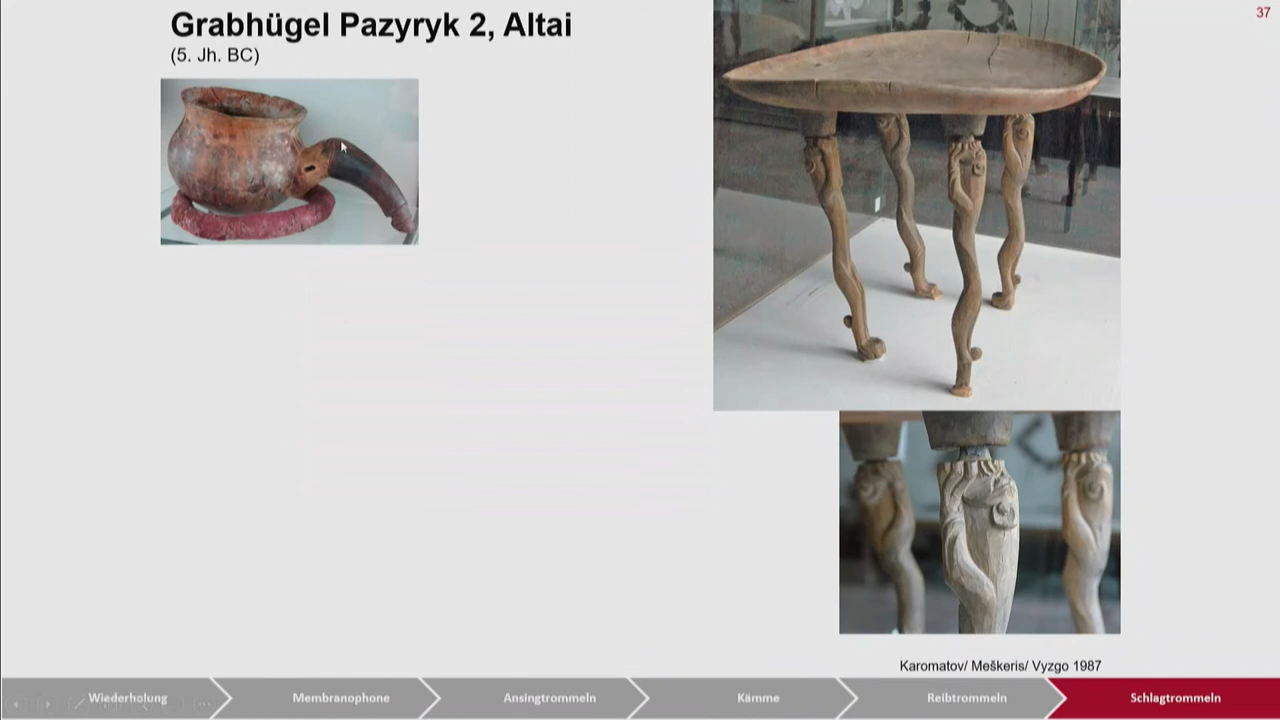 Grabhügel Pazyryk 2, Altai
(5. Jh. BC)
37
Karomatov/ Meškeris/ Vyzgo 1987
Wiederholung
Membranophone
Ansingtrommeln
Kämme
Reibtrommeln
Schlagtrommeln